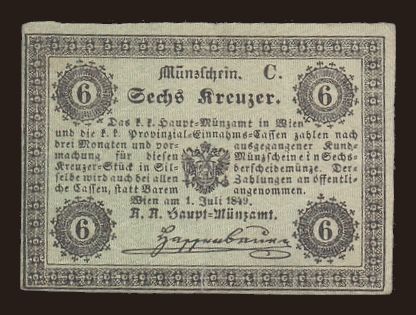 6 Münzschein. C. 6
Sechs Kreuzer.
Das k. k. Haupt-Münzamt in Wien
und die k. k. Provinzial-Einnahms-Cassen zahlen nach
drei Monaten und vor- ausgegangener Kund-
machung für diesen Münzschein ein Sechs-
Kreuzer-Stück in Sil- berscheidemünze. Der-
selbe wird auch bei allen Zahlungen an öffentli-
che Cassen, statt Barem angenommen.
Wien am 1. Juli 1849.
6 K. K. Haupt-Münzamt. 6